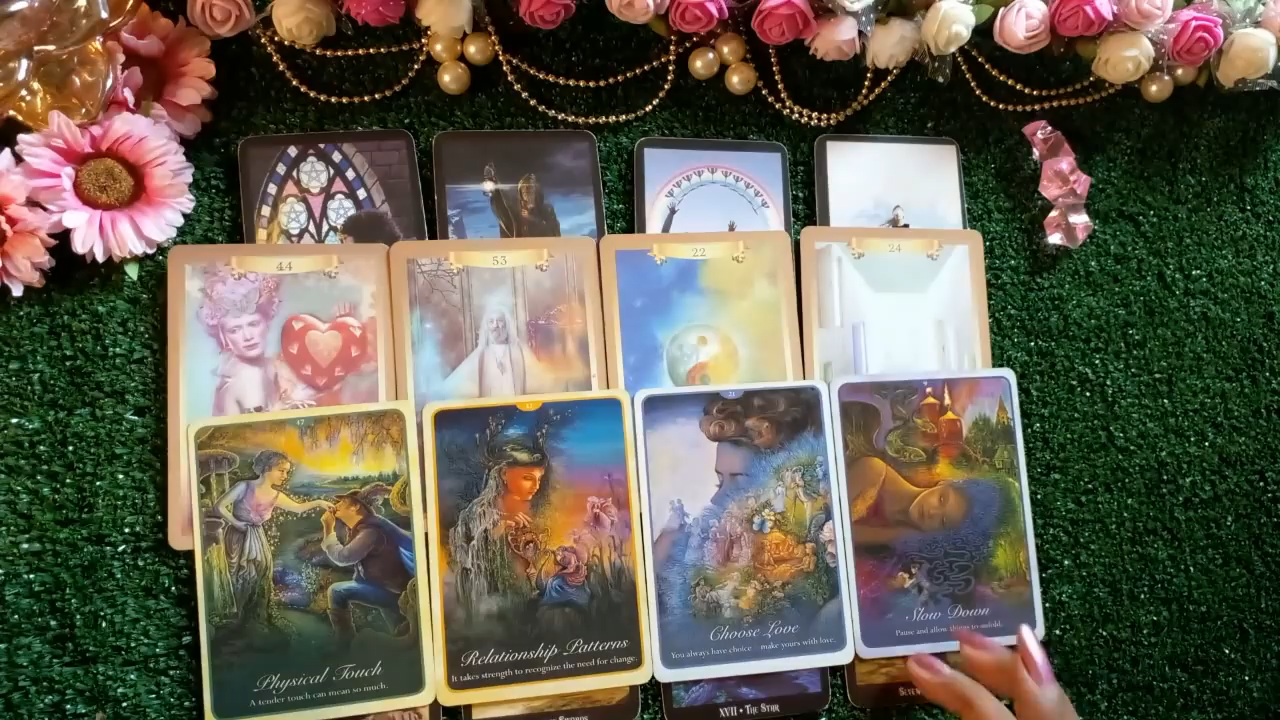 44
53
22
24
47
Physical Touch
A tender touch can mean so much.
Relationship Patterns
It takes strength to recognize the need for change.
Choose Love
You always have choice – make yours with love.
Slow Down
Pause and allow things to unfold.
XVII • The Star